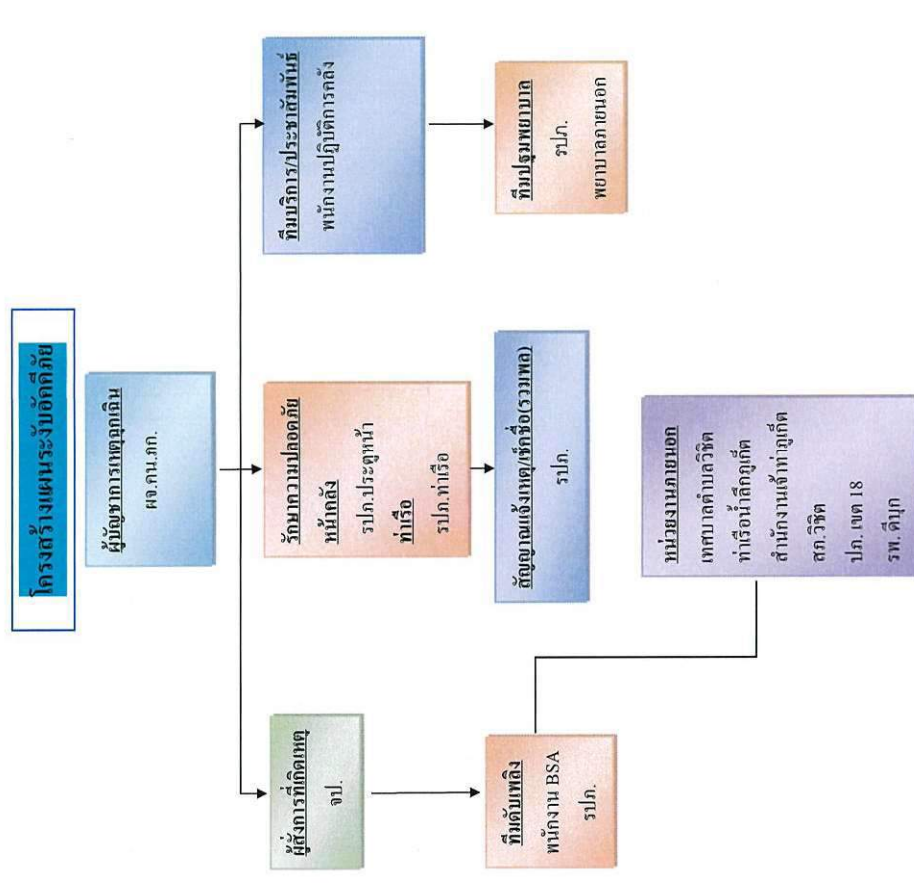 โครงสร้างแผนระงับอัคคีภัย
ผู้บัญชาการเหตุฉุกเฉิน
ผจ.คน.ภก.
ผู้สั่งการที่เกิดเหตุ
จป.
รักษาความปลอดภัย
หน้าคลัง
รปภ.ประตูหน้า
ท่าเรือ
รปภ.ท่าเรือ
ทีมบริการ/ประชาสัมพันธ์
พนักงานปฏิบัติการคลัง
ทีมดับเพลิง
พนักงาน BSA
รปภ.
สัญญาณแจ้งเหตุ/เช็กชื่อ(รวมพล)
รปภ.
ทีมปฐมพยาบาล
รปภ.
พยาบาลภายนอก
หน่วยงานภายนอก
เทศบาลตำบลวิชิต
ท่าเรือน้ำลึกภูเก็ต
สำนักงานเจ้าท่าภูเก็ต
สภ.วิชิต
ปภ. เขต 18
รพ. ดีบุก